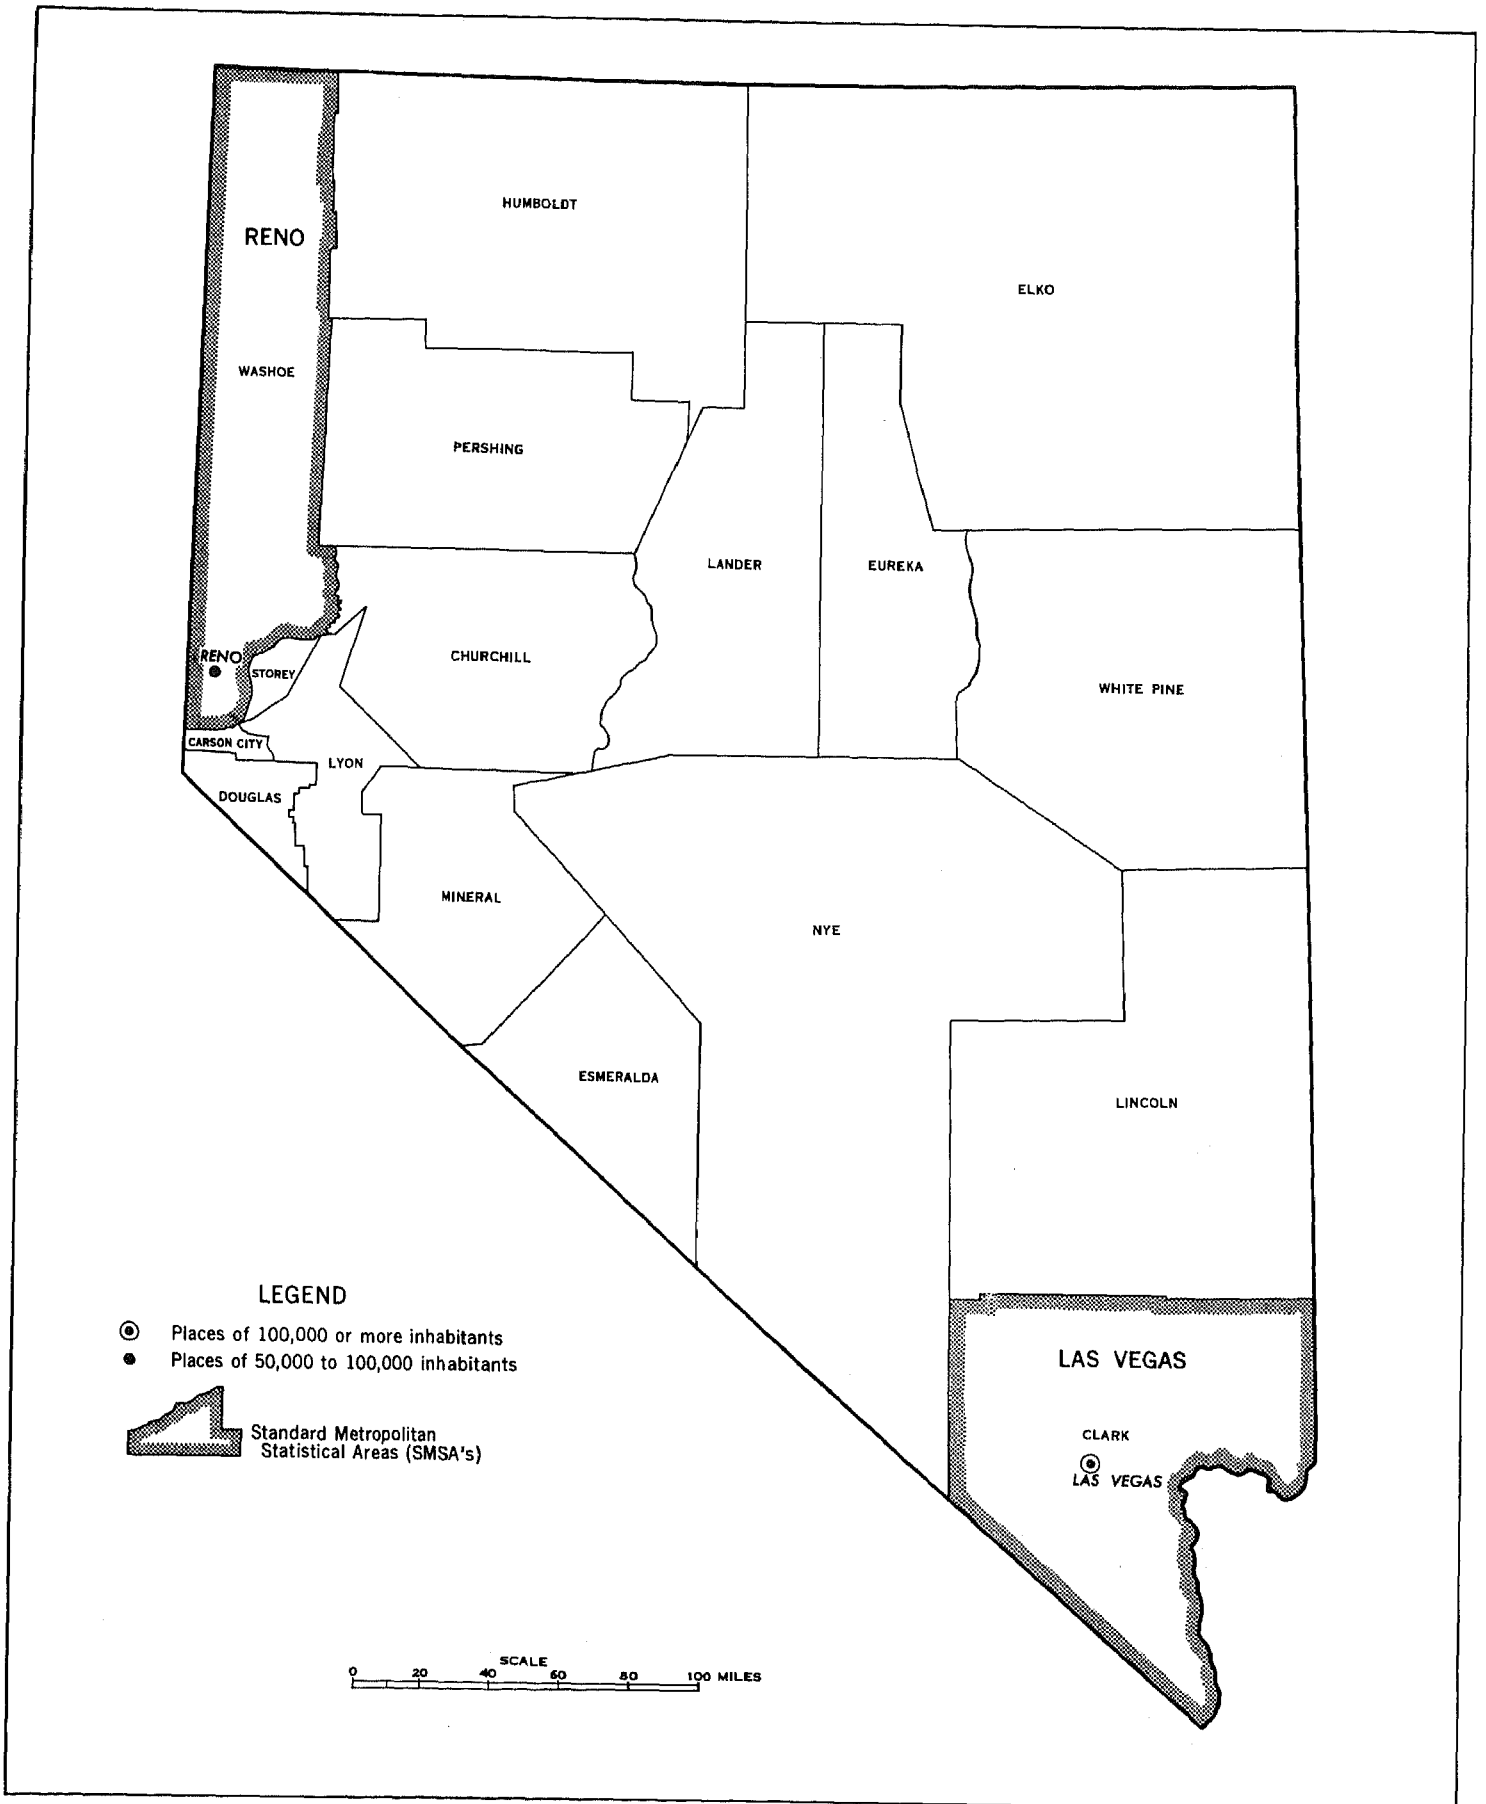 HUMBOLDT
RENO
ELKO
WASHOE
PERSHING
LANDER
EUREKA
RENO
CHURCHILL
STOREY
WHITE PINE
CARSON CITY
LYON
DOUGLAS
MINERAL
NYE
ESMERALDA
LINCOLN
LEGEND
Places of 100,000 or more inhabitants
Places of 50,000 to 100,000 inhabitants
Standard Metropolitan
Statistical Areas (SMSA's)
LAS VEGAS
CLARK
LAS VEGAS
SCALE
0 20 40 60 80 100 MILES